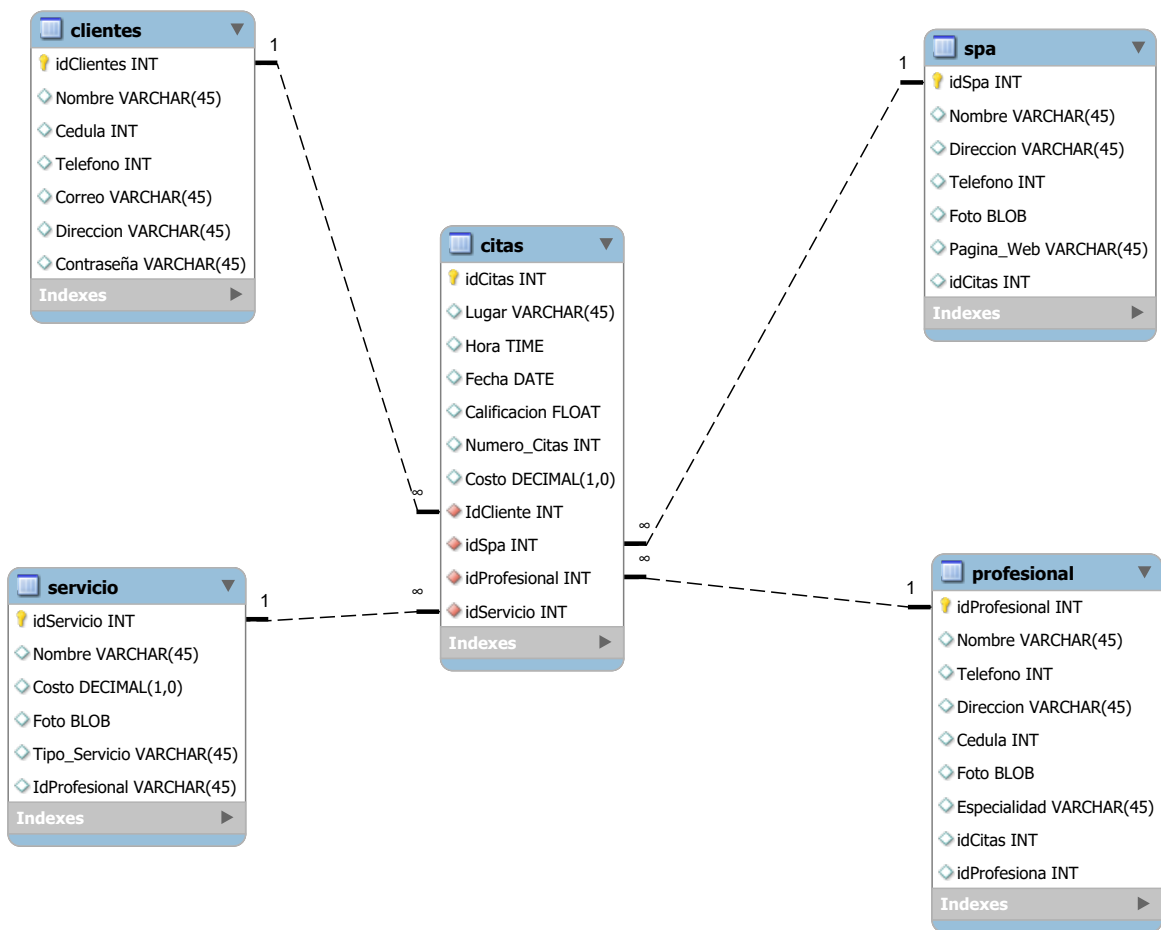 clientes
idClientes INT
Nombre VARCHAR(45)
Cedula INT
Telefono INT
Correo VARCHAR(45)
Direccion VARCHAR(45)
Contraseña VARCHAR(45)
Indexes
1
spa
idSpa INT
Nombre VARCHAR(45)
Direccion VARCHAR(45)
Telefono INT
Foto BLOB
Pagina_Web VARCHAR(45)
idCitas INT
Indexes
1
citas
idCitas INT
Lugar VARCHAR(45)
Hora TIME
Fecha DATE
Calificacion FLOAT
Numero_Citas INT
Costo DECIMAL(1,0)
IdCliente INT
idSpa INT
idProfesional INT
idServicio INT
Indexes
∞
∞
∞
∞
servicio
idServicio INT
Nombre VARCHAR(45)
Costo DECIMAL(1,0)
Foto BLOB
Tipo_Servicio VARCHAR(45)
IdProfesional VARCHAR(45)
Indexes
1
profesional
idProfesional INT
Nombre VARCHAR(45)
Telefono INT
Direccion VARCHAR(45)
Cedula INT
Foto BLOB
Especialidad VARCHAR(45)
idCitas INT
idProfesiona INT
Indexes
1